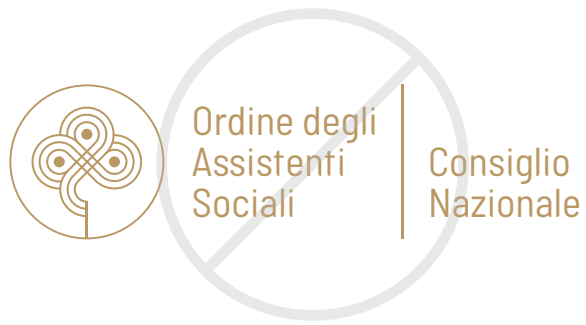 Ordine degli
Assistenti
Sociali
Consiglio
Nazionale